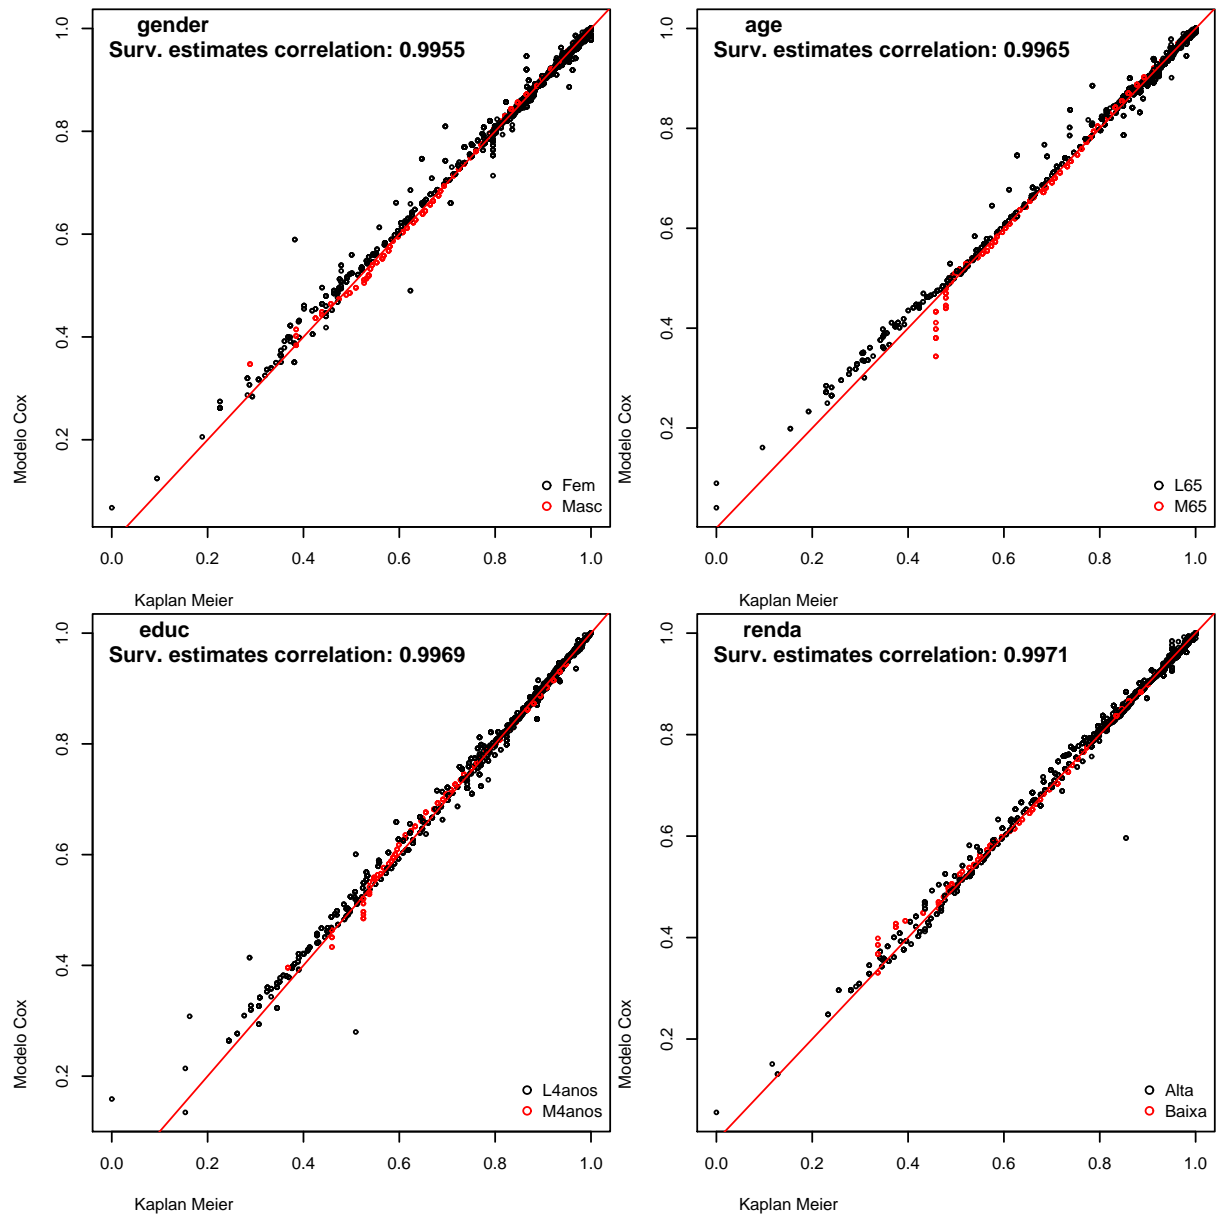 gender
Surv. estimates correlation: 0.9955
1.0
0.8
0.6
0.4
0.2
Modelo Cox
Fem
Masc
0.0 0.2 0.4 0.6 0.8 1.0
Kaplan Meier
age
Surv. estimates correlation: 0.9965
1.0
0.8
0.6
0.4
0.2
Modelo Cox
L65
M65
0.0 0.2 0.4 0.6 0.8 1.0
Kaplan Meier
educ
Surv. estimates correlation: 0.9969
1.0
0.8
0.6
0.4
0.2
Modelo Cox
L4anos
M4anos
0.0 0.2 0.4 0.6 0.8 1.0
Kaplan Meier
renda
Surv. estimates correlation: 0.9971
1.0
0.8
0.6
0.4
0.2
Modelo Cox
Alta
Baixa
0.0 0.2 0.4 0.6 0.8 1.0
Kaplan Meier